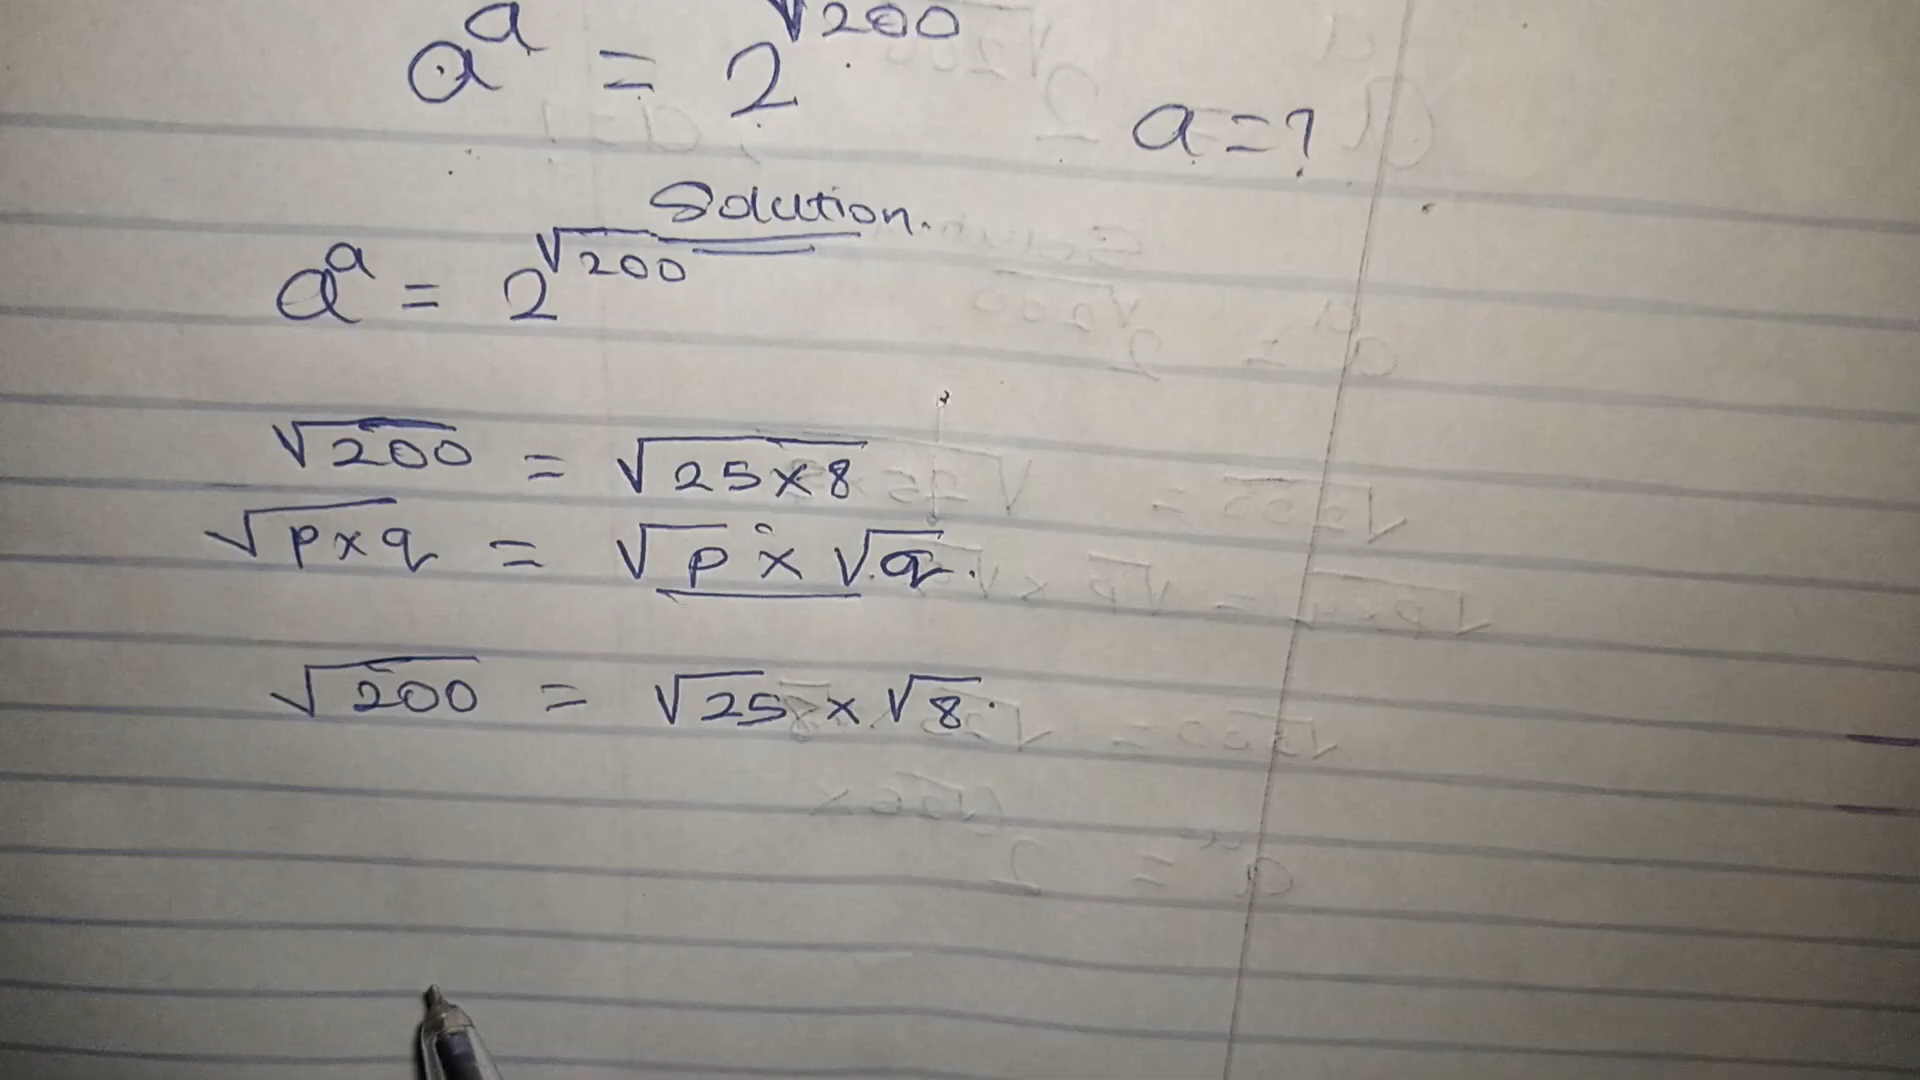 a^a = 2^√200
a = ?
Solution.
a^a = 2^√200
√200 = √25×8
√p×q = √p × √q.
√200 = √25 × √8.